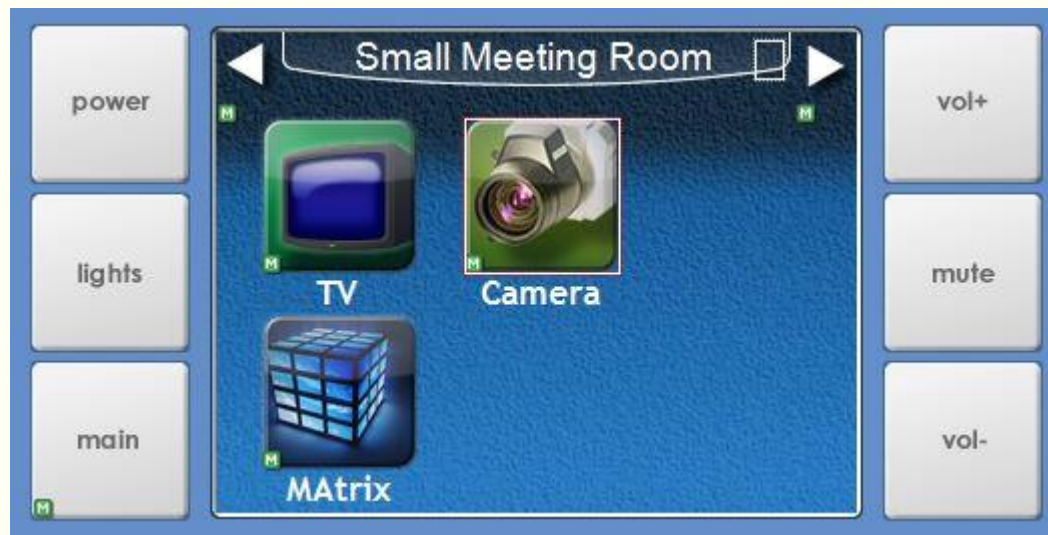 Small Meeting Room
power
vol+
M
M
M
M
lights
TV
Camera
mute
main
M
MAtrix
vol-
M